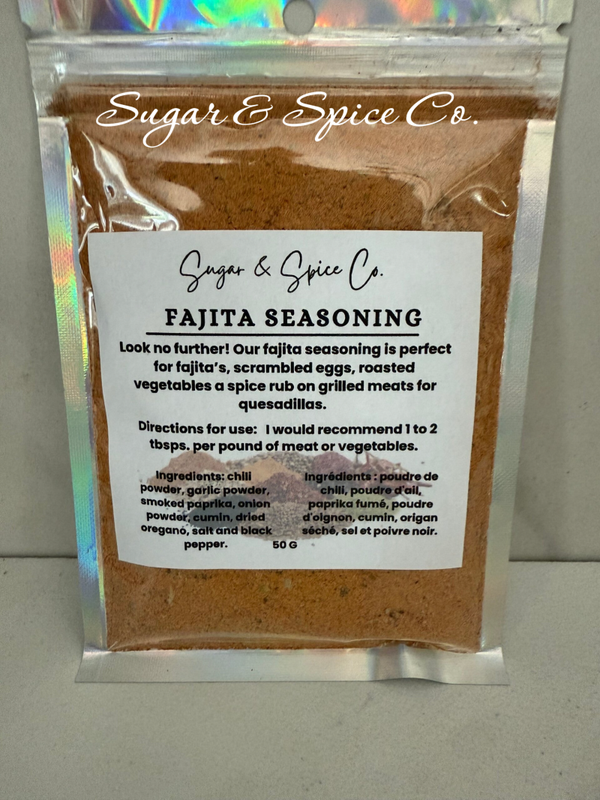 Sugar & Spice Co.
Sugar & Spice Co.
FAJITA SEASONING
Look no further! Our fajita seasoning is perfect
for fajita's, scrambled eggs, roasted
vegetables a spice rub on grilled meats for
quesadillas.
Directions for use: I would recommend 1 to 2
tbsps. per pound of meat or vegetables.
Ingredients: chili
powder, garlic powder,
smoked paprika, onion
powder, cumin, dried
oregano, salt and black
pepper.
Ingrédients : poudre de
chili, poudre d'ail,
paprika fumé, poudre
d'oignon, cumin, origan
séché, sel et poivre noir.
50 G